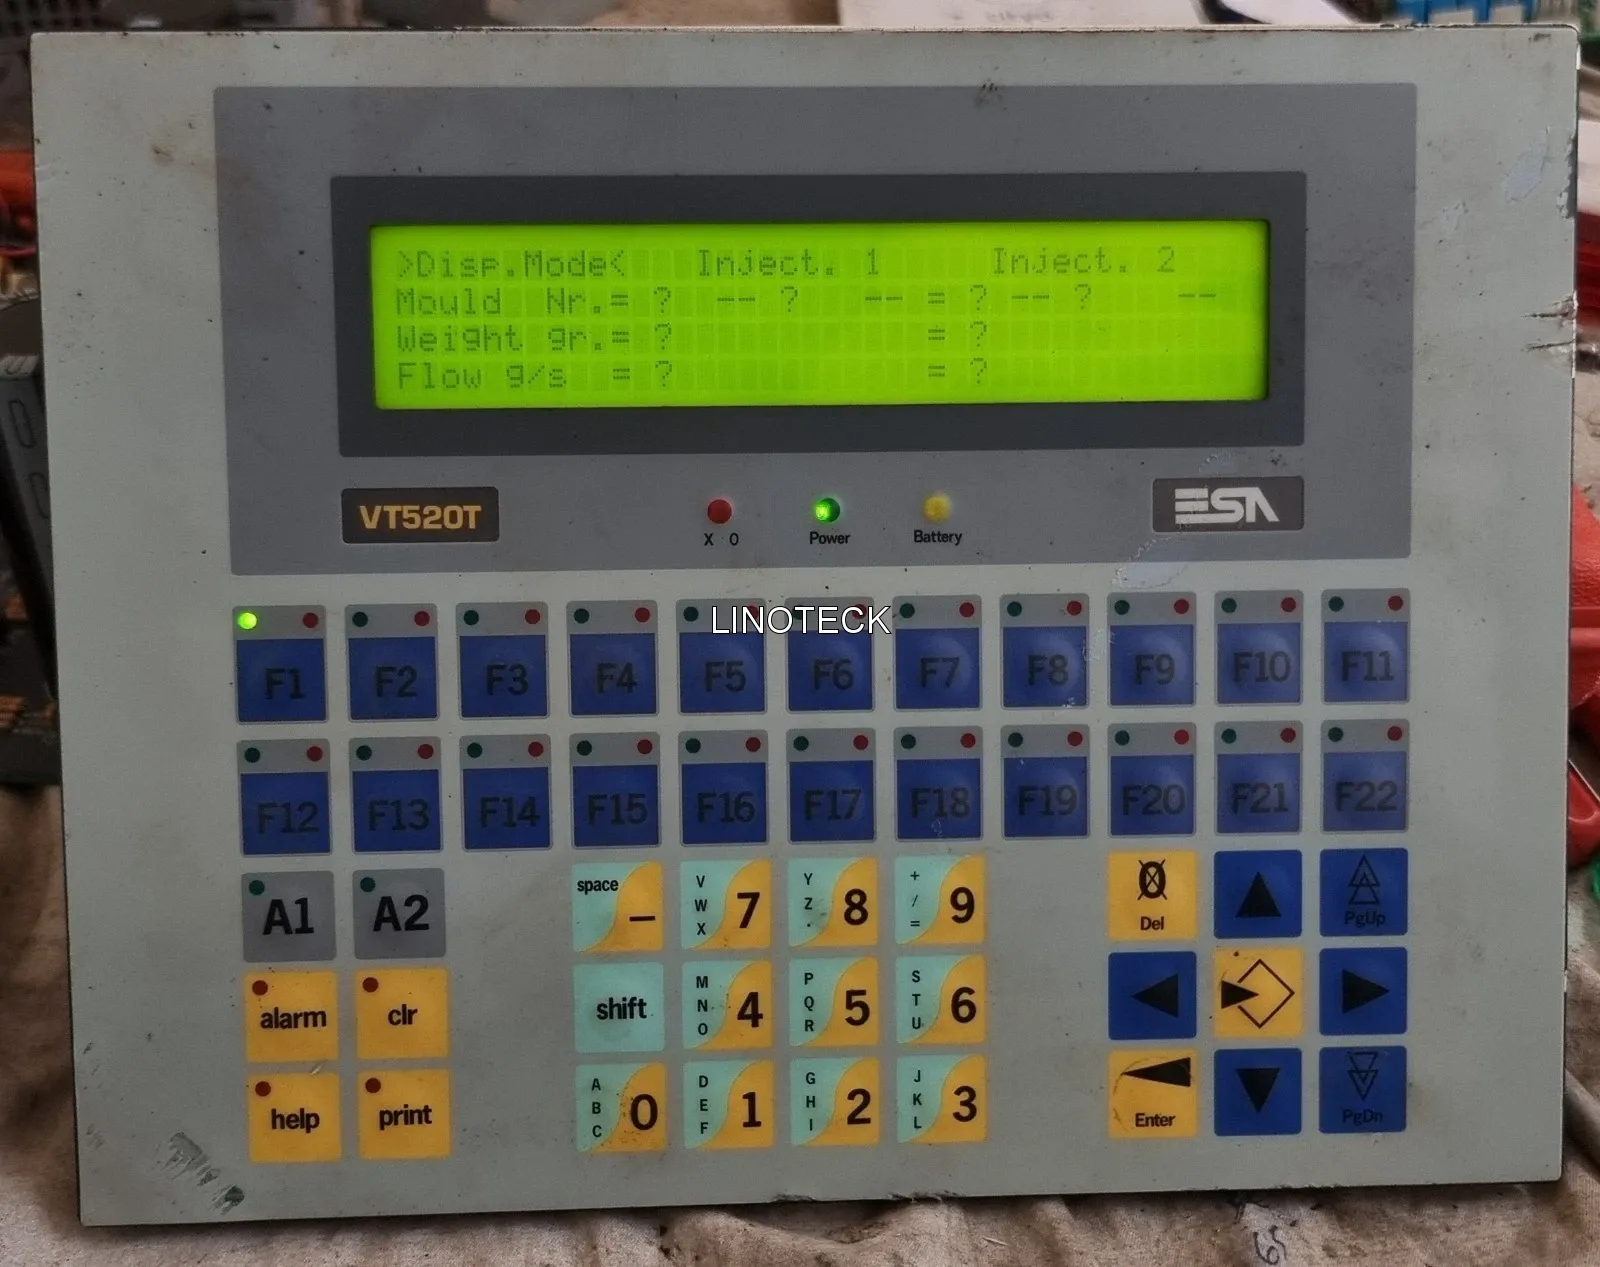 >Disp.Mode< Inject. 1 Inject. 2
Mould Nr.= ? -- ? -- = ? -- ? --
Weight gr.= ? = ?
Flow g/s = ? = ?
VT520T
X O Power Battery
ESA
LINOTECK
F1 F2 F3 F4 F5 F6 F7 F8 F9 F10 F11
F12 F13 F14 F15 F16 F17 F18 F19 F20 F21 F22
A1 A2 space – V W X 7 Y Z . 8 + / = 9 Del PgUp
alarm clr shift M N O 4 P Q R 5 S T U 6
help print A B C 0 D E F 1 G H I 2 J K L 3 Enter PgDn
65